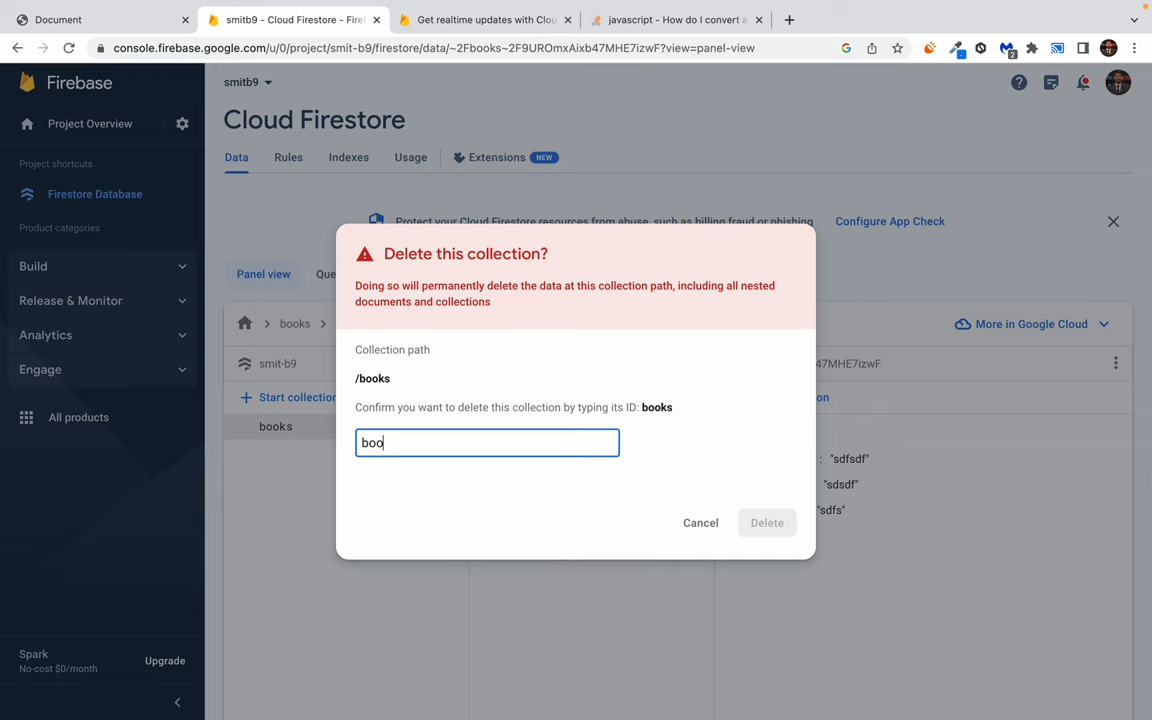 Document
smitb9 - Cloud Firestore - Fire
Get realtime updates with Clou
javascript - How do I convert a
console.firebase.google.com/u/0/project/smit-b9/firestore/data/~2Fbooks~2F9UROmxAixb47MHE7izwF?view=panel-view
2
Firebase
smitb9
Project Overview
Cloud Firestore
Project shortcuts
Data
Rules
Indexes
Usage
Extensions
NEW
Firestore Database
Product categories
Protect your Cloud Firestore resources from abuse, such as billing fraud or phishing
Configure App Check
Build
Release & Monitor
Analytics
Engage
All products
Panel view
Que
books
More in Google Cloud
smit-b9
47MHE7izwF
Start collection
on
books
: "sdfsdf"
"sdsdf"
"sdfs"
Delete this collection?
Doing so will permanently delete the data at this collection path, including all nested
documents and collections
Collection path
/books
Confirm you want to delete this collection by typing its ID: books
boo
Cancel
Delete
Spark
No-cost $0/month
Upgrade